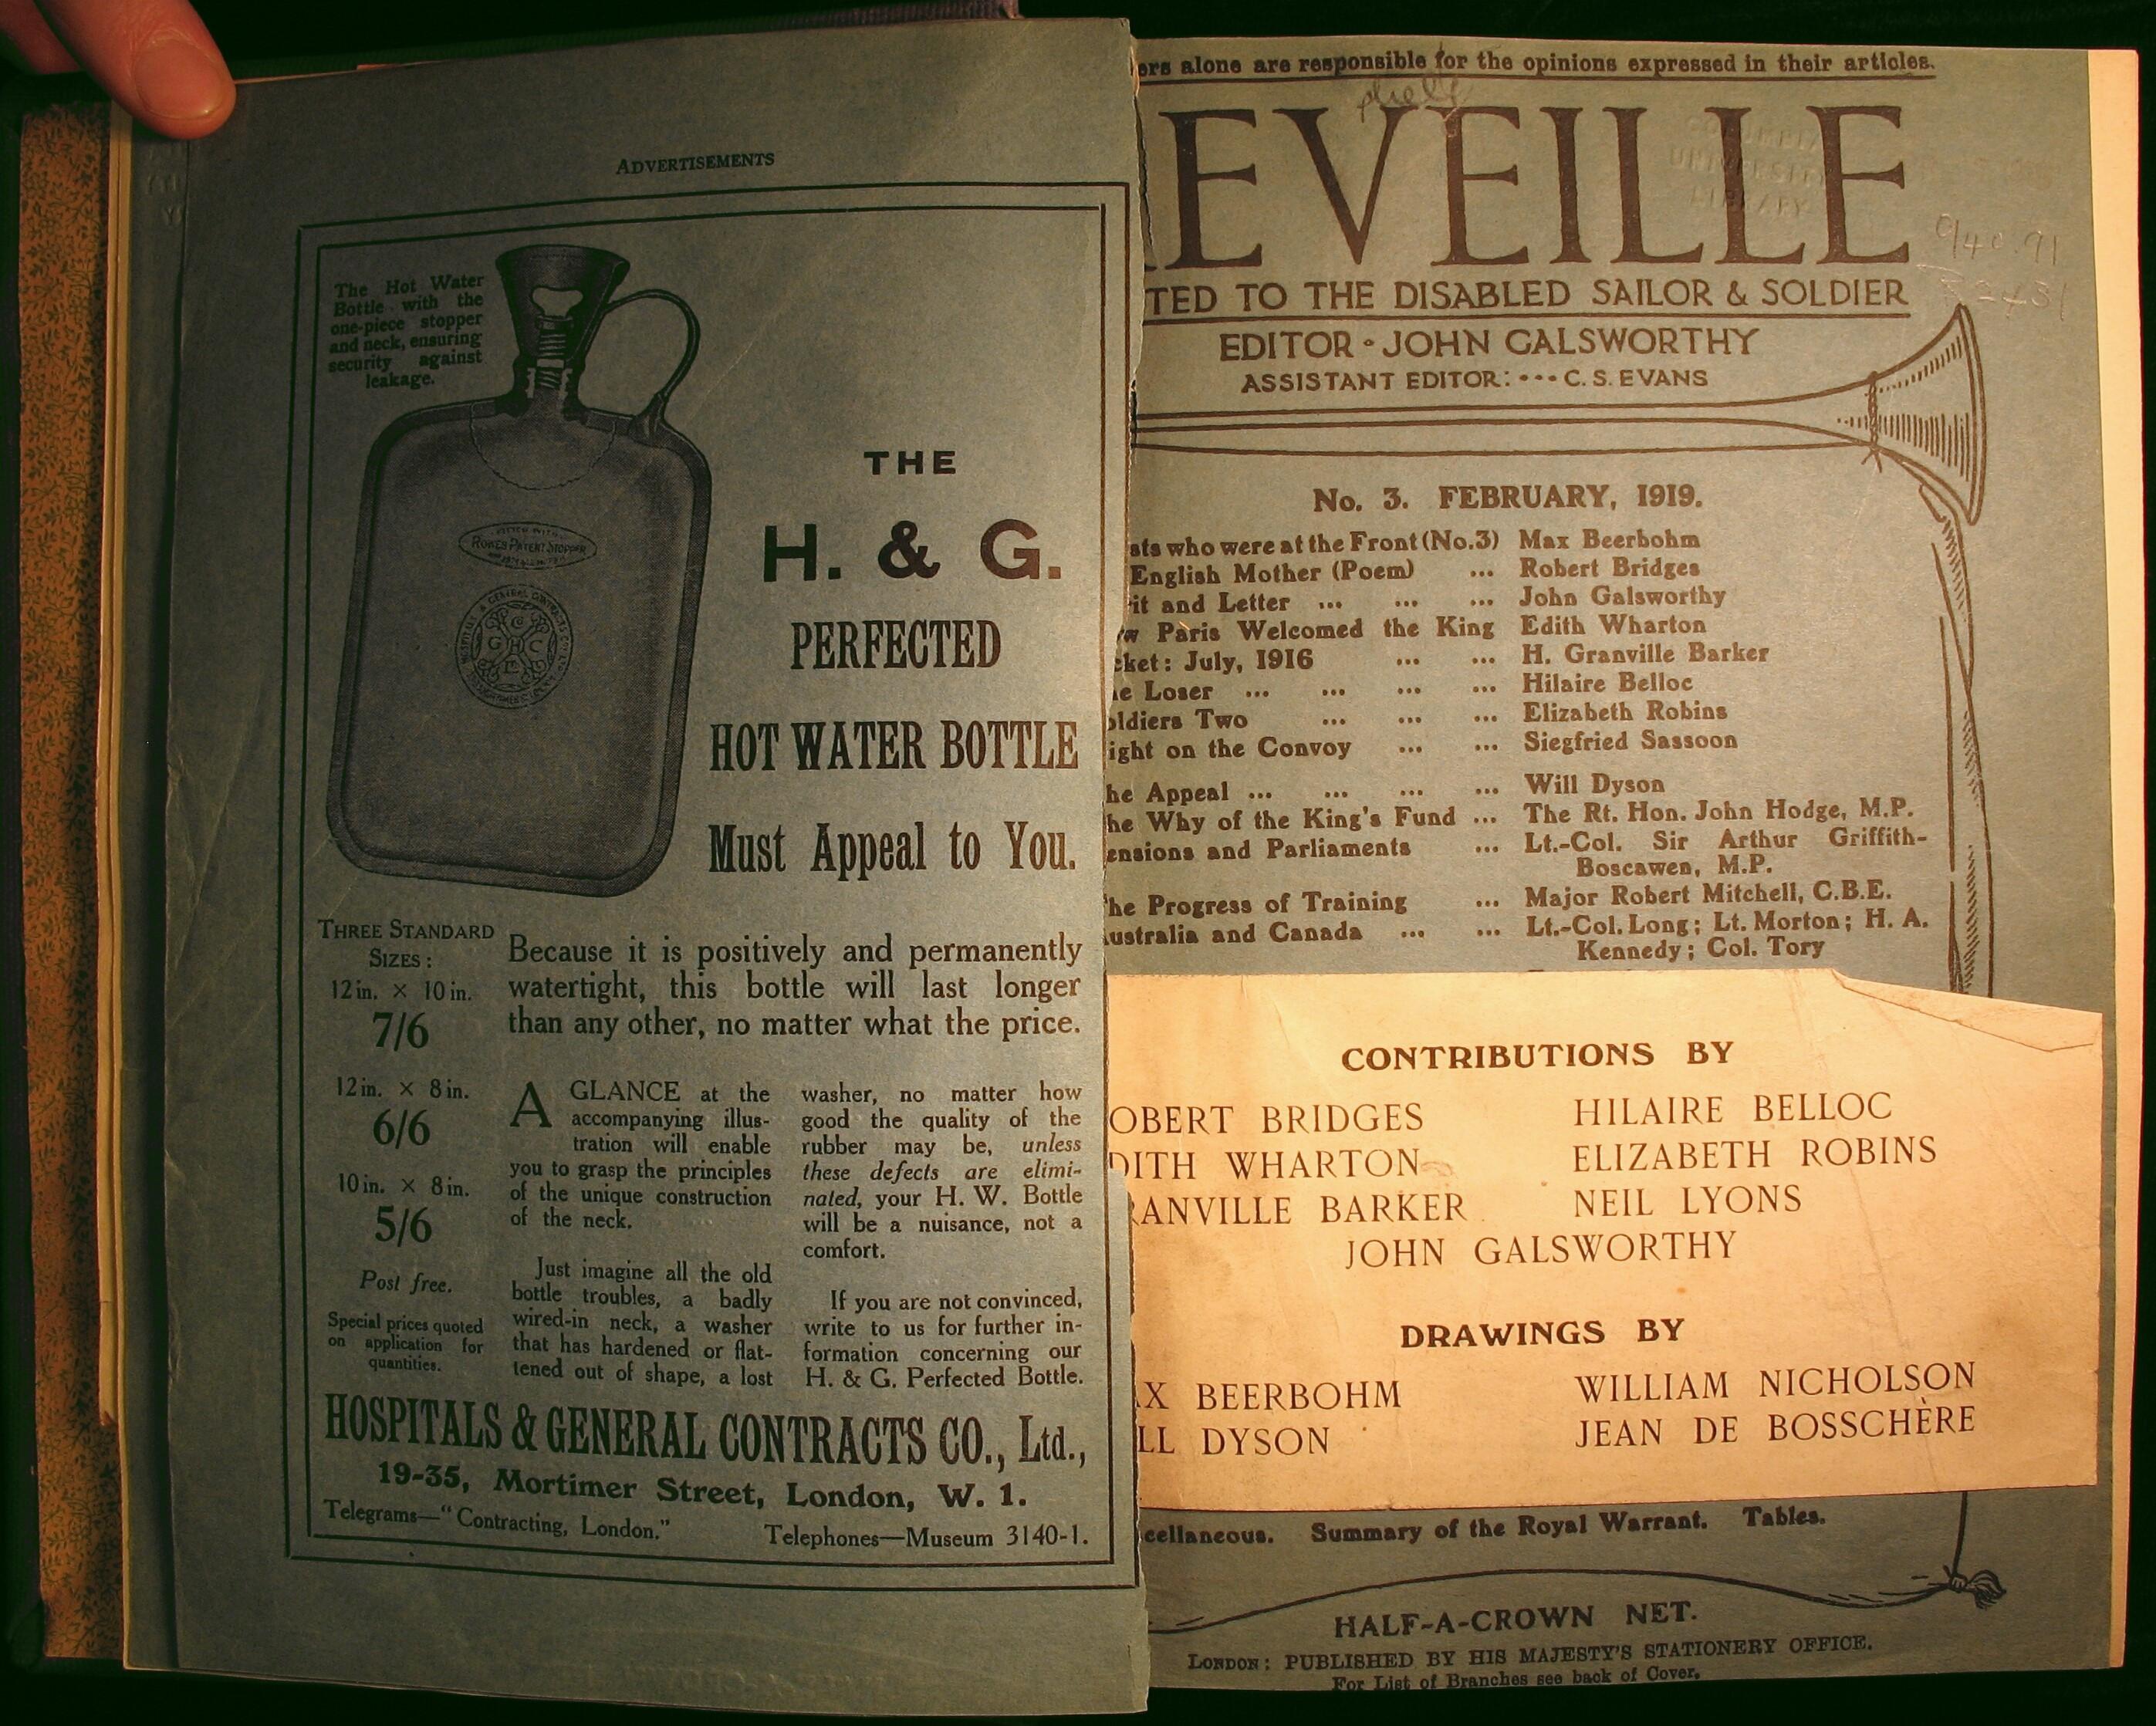 ADVERTISEMENTS
The Hot Water
Bottle with the
one-piece stopper
and neck, ensuring
security against
leakage.
ROKES PATENT STOPPER
THE
H. & G.
PERFECTED
HOT WATER BOTTLE
Must Appeal to You.
THREE STANDARD
SIZES:
12 in. × 10 in.
7/6
12 in. × 8 in.
6/6
10 in. × 8 in.
5/6
Post free.
Special prices quoted
on application for
quantities.
Because it is positively and permanently
watertight, this bottle will last longer
than any other, no matter what the price.
A GLANCE at the
accompanying illus-
tration will enable
you to grasp the principles
of the unique construction
of the neck.
Just imagine all the old
bottle troubles, a badly
wired-in neck, a washer
that has hardened or flat-
tened out of shape, a lost
washer, no matter how
good the quality of the
rubber may be, unless
these defects are elimi-
nated, your H. W. Bottle
will be a nuisance, not a
comfort.
If you are not convinced,
write to us for further in-
formation concerning our
H. & G. Perfected Bottle.
HOSPITALS & GENERAL CONTRACTS CO., Ltd.,
19-35, Mortimer Street, London, W. 1.
Telegrams—"Contracting, London." Telephones—Museum 3140-1.
ers alone are responsible for the opinions expressed in their articles.
shelf
EVEILLE
COLUMBIA
UNIVERSITY
LIBRARY
940.91
R2431
TED TO THE DISABLED SAILOR & SOLDIER
EDITOR · JOHN GALSWORTHY
ASSISTANT EDITOR: ··· C. S. EVANS
No. 3. FEBRUARY, 1919.
sts who were at the Front (No. 3) Max Beerbohm
English Mother (Poem) ... Robert Bridges
it and Letter ... ... ... John Galsworthy
w Paris Welcomed the King Edith Wharton
cket: July, 1916 ... ... H. Granville Barker
e Loser ... ... ... ... Hilaire Belloc
oldiers Two ... ... ... Elizabeth Robins
ight on the Convoy ... ... Siegfried Sassoon
he Appeal ... ... ... ... Will Dyson
he Why of the King's Fund ... The Rt. Hon. John Hodge, M.P.
ensions and Parliaments ... Lt.-Col. Sir Arthur Griffith-
Boscawen, M.P.
he Progress of Training ... Major Robert Mitchell, C.B.E.
ustralia and Canada ... ... Lt.-Col. Long; Lt. Morton; H. A.
Kennedy; Col. Tory
CONTRIBUTIONS BY
OBERT BRIDGES HILAIRE BELLOC
DITH WHARTON ELIZABETH ROBINS
RANVILLE BARKER NEIL LYONS
JOHN GALSWORTHY
DRAWINGS BY
AX BEERBOHM WILLIAM NICHOLSON
LL DYSON JEAN DE BOSSCHÈRE
cellaneous. Summary of the Royal Warrant. Tables.
HALF-A-CROWN NET.
LONDON: PUBLISHED BY HIS MAJESTY'S STATIONERY OFFICE.
For List of Branches see back of Cover.